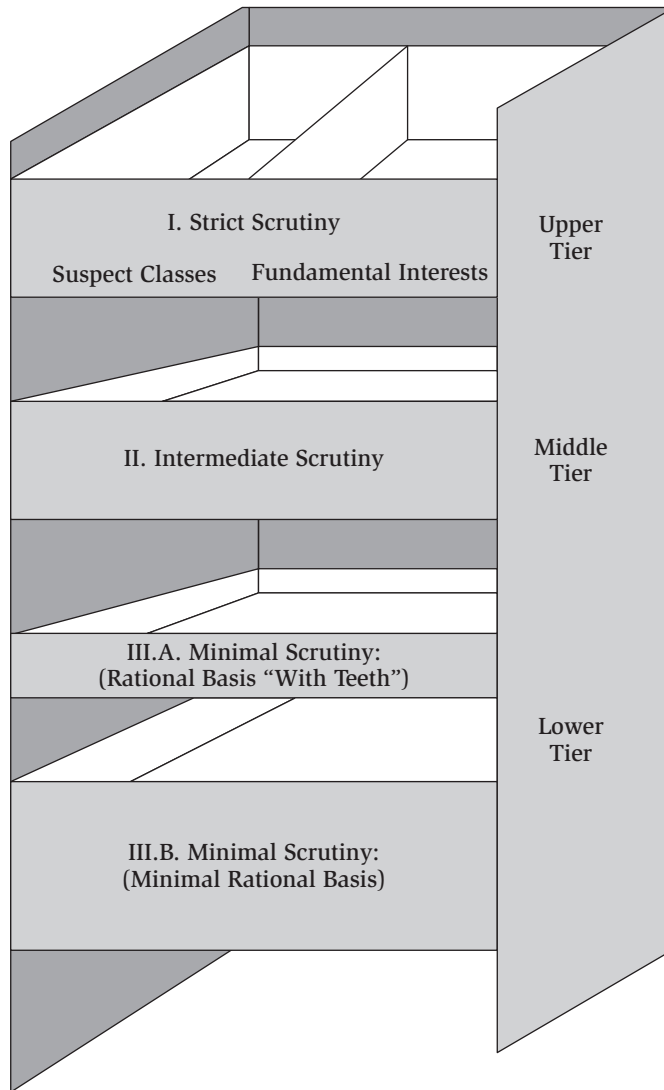 I. Strict Scrutiny
Suspect Classes
Fundamental Interests
Upper
Tier
II. Intermediate Scrutiny
Middle
Tier
III.A. Minimal Scrutiny:
(Rational Basis “With Teeth”)
Lower
Tier
III.B. Minimal Scrutiny:
(Minimal Rational Basis)